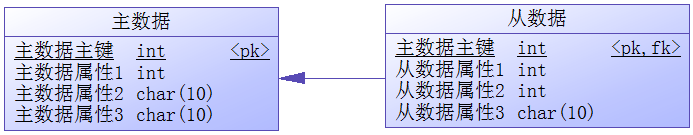 主数据
主数据主键 int <pk>
主数据属性1 int
主数据属性2 char(10)
主数据属性3 char(10)
从数据
主数据主键 int <pk,fk>
从数据属性1 int
从数据属性2 int
从数据属性3 char(10)